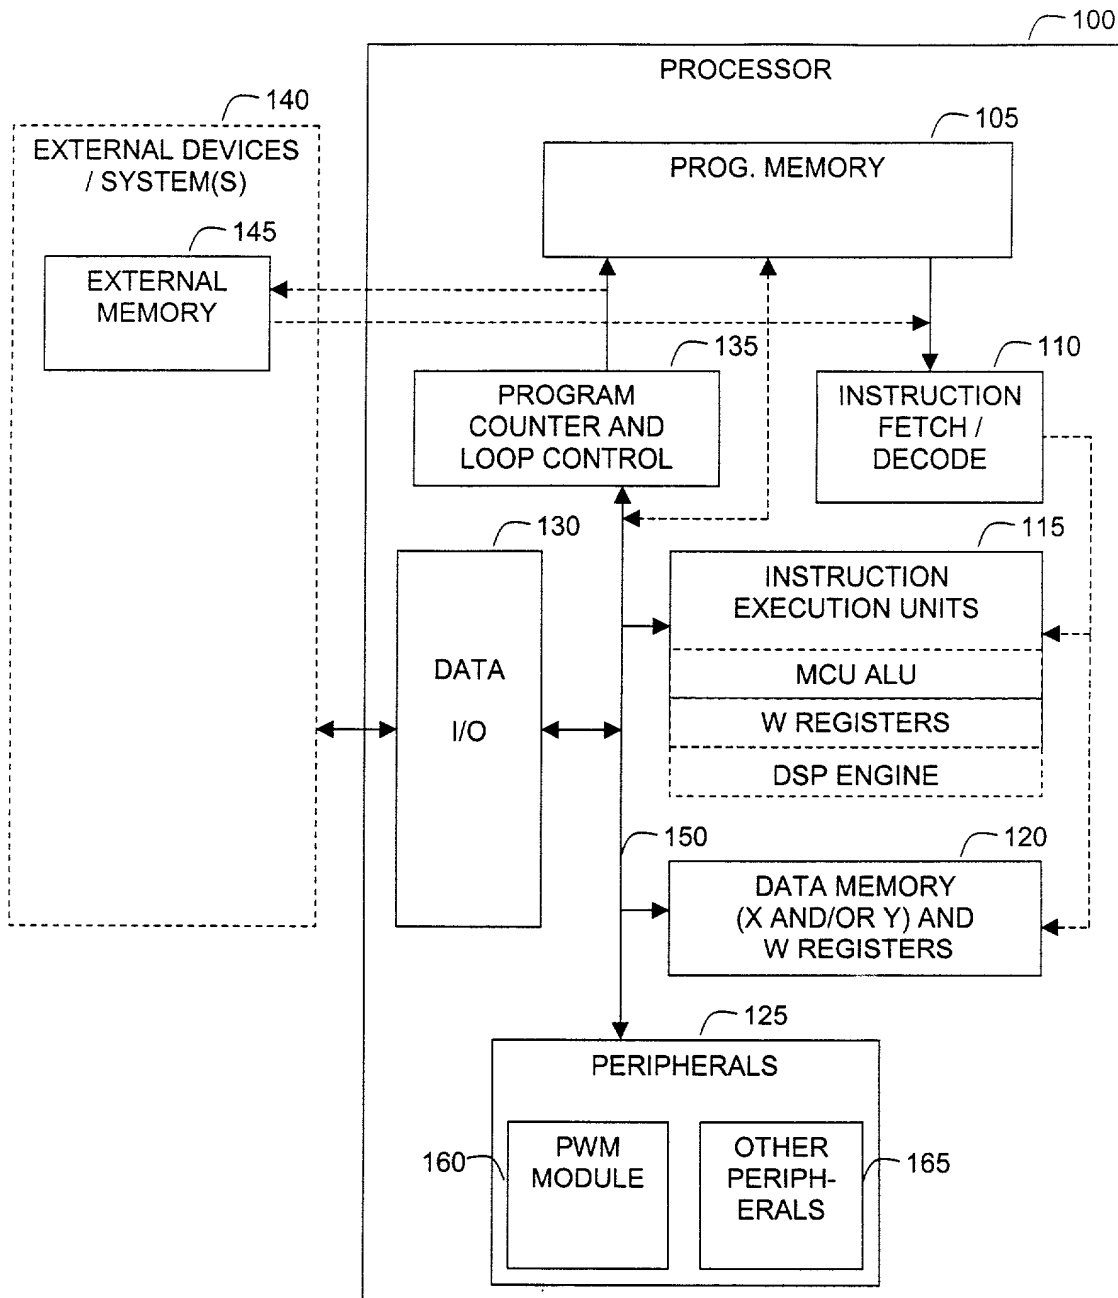 100
PROCESSOR
140
EXTERNAL DEVICES
/ SYSTEM(S)
105
PROG. MEMORY
145
EXTERNAL
MEMORY
135
PROGRAM
COUNTER AND
LOOP CONTROL
110
INSTRUCTION
FETCH /
DECODE
130
DATA
I/O
115
INSTRUCTION
EXECUTION UNITS
MCU ALU
W REGISTERS
DSP ENGINE
150
120
DATA MEMORY
(X AND/OR Y) AND
W REGISTERS
125
PERIPHERALS
160
PWM
MODULE
OTHER
PERIPH-
ERALS
165